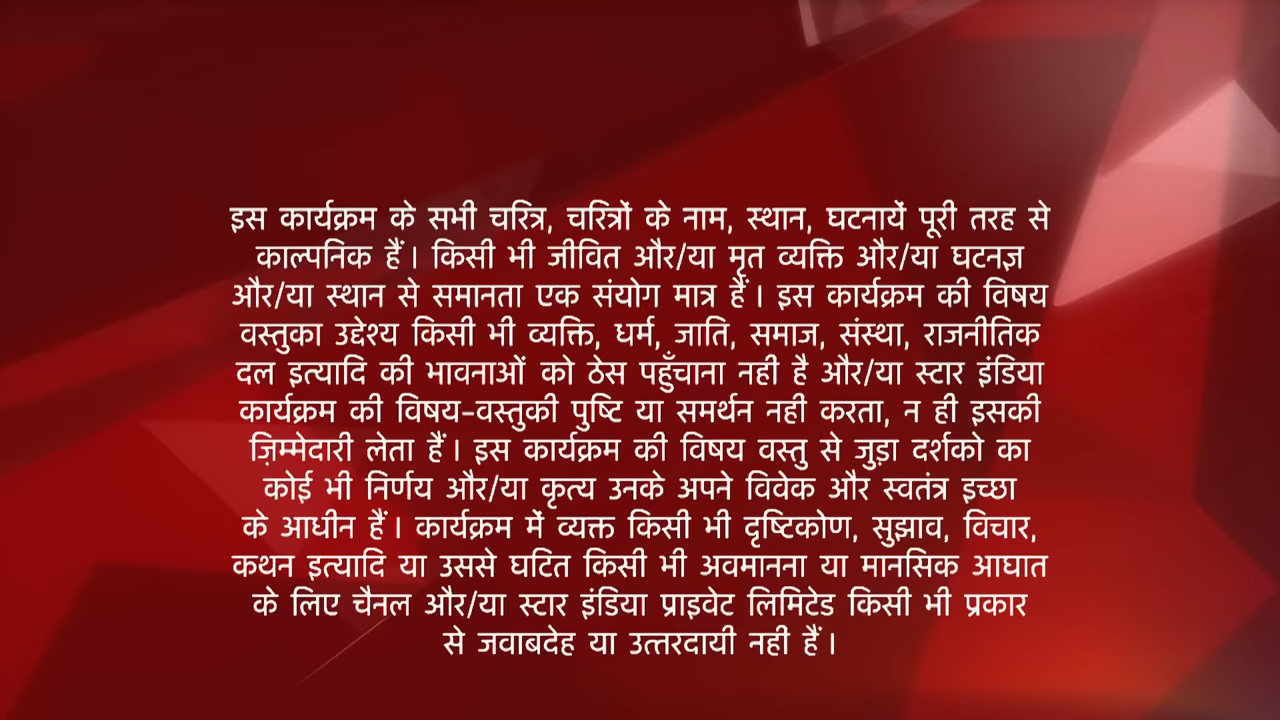 इस कार्यक्रम के सभी चरित्र, चरित्रों के नाम, स्थान, घटनायें पूरी तरह से
काल्पनिक हैं। किसी भी जीवित और/या मृत व्यक्ति और/या घटनज्ञ
और/या स्थान से समानता एक संयोग मात्र हैं। इस कार्यक्रम की विषय
वस्तुका उद्देश्य किसी भी व्यक्ति, धर्म, जाति, समाज, संस्था, राजनीतिक
दल इत्यादि की भावनाओं को ठेस पहुँचाना नही है और/या स्टार इंडिया
कार्यक्रम की विषय-वस्तुकी पुष्टि या समर्थन नही करता, न ही इसकी
ज़िम्मेदारी लेता हैं। इस कार्यक्रम की विषय वस्तु से जुड़ा दर्शको का
कोई भी निर्णय और/या कृत्य उनके अपने विवेक और स्वतंत्र इच्छा
के आधीन हैं। कार्यक्रम में व्यक्त किसी भी दृष्टिकोण, सुझाव, विचार,
कथन इत्यादि या उससे घटित किसी भी अवमानना या मानसिक आघात
के लिए चैनल और/या स्टार इंडिया प्राइवेट लिमिटेड किसी भी प्रकार
से जवाबदेह या उत्तरदायी नही हैं।